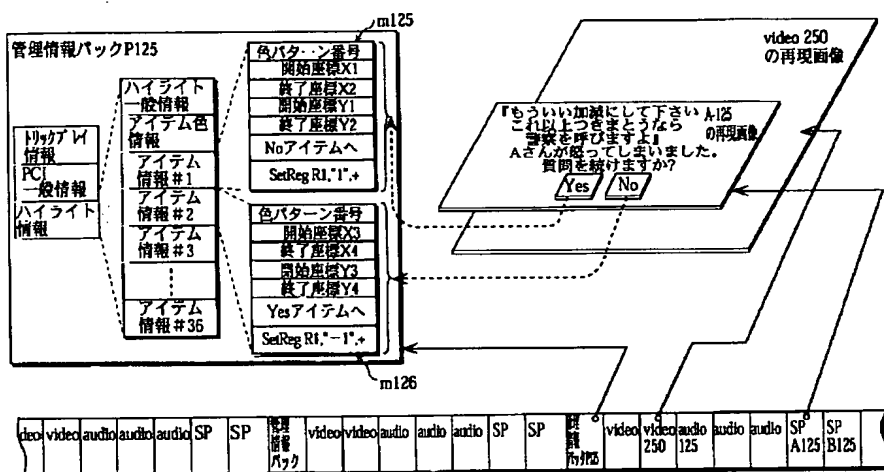 m125
管理情報パックP125
トリックプレイ
情報
PCI
一般情報
ハイライト
情報
ハイライト
一般情報
アイテム色
情報
アイテム
情報#1
アイテム
情報#2
アイテム
情報#3
アイテム
情報#36
色パターン番号
開始座標X1
終了座標X2
開始座標Y1
終了座標Y2
Noアイテムへ
SetReg R1,"1",+
色パターン番号
開始座標X3
終了座標X4
開始座標Y3
終了座標Y4
Yesアイテムへ
SetReg R1,"-1",+
m126
video 250
の再現画像
『もういい加減にして下さい
これ以上つきまとうなら
警察を呼びますよ』
Aさんが怒ってしまいました。
質問を続けますか?
A-125
の再現画像
Yes
No
deo
video
audio
audio
audio
SP
SP
管理
情報
パック
video
video
audio
audio
audio
SP
SP
管理
情報
パックP125
video
video
250
audio
125
audio
audio
SP
A125
SP
B125